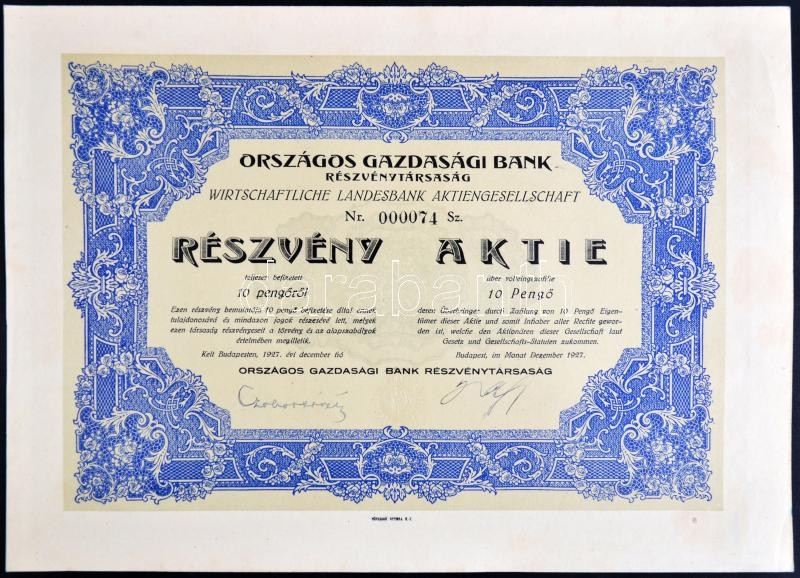 ORSZÁGOS GAZDASÁGI BANK
RÉSZVÉNYTÁRSASÁG
WIRTSCHAFTLICHE LANDESBANK AKTIENGESELLSCHAFT
Nr. 000074 Sz.
RÉSZVÉNY AKTIE
teljesen befizetett
10 pengőről
Ezen részvény bemutatója 10 pengő befizetése által ennek
tulajdonosává és mindazon jogok részesévé lett, melyek
ezen társaság részvényeseit a törvény és az alapszabályok
értelmében megilletik.
Kelt Budapesten, 1927. évi december hó
über volleingezahlte
10 Pengő
deren Überbringer durch Zahlung von 10 Pengő Eigen-
tümer dieser Aktie und somit Inhaber aller Rechte gewor-
den ist, welche den Aktionären dieser Gesellschaft laut
Gesetz und Gesellschafts-Statuten zukommen.
Budapest, im Monat Dezember 1927.
ORSZÁGOS GAZDASÁGI BANK RÉSZVÉNYTÁRSASÁG
darabanth